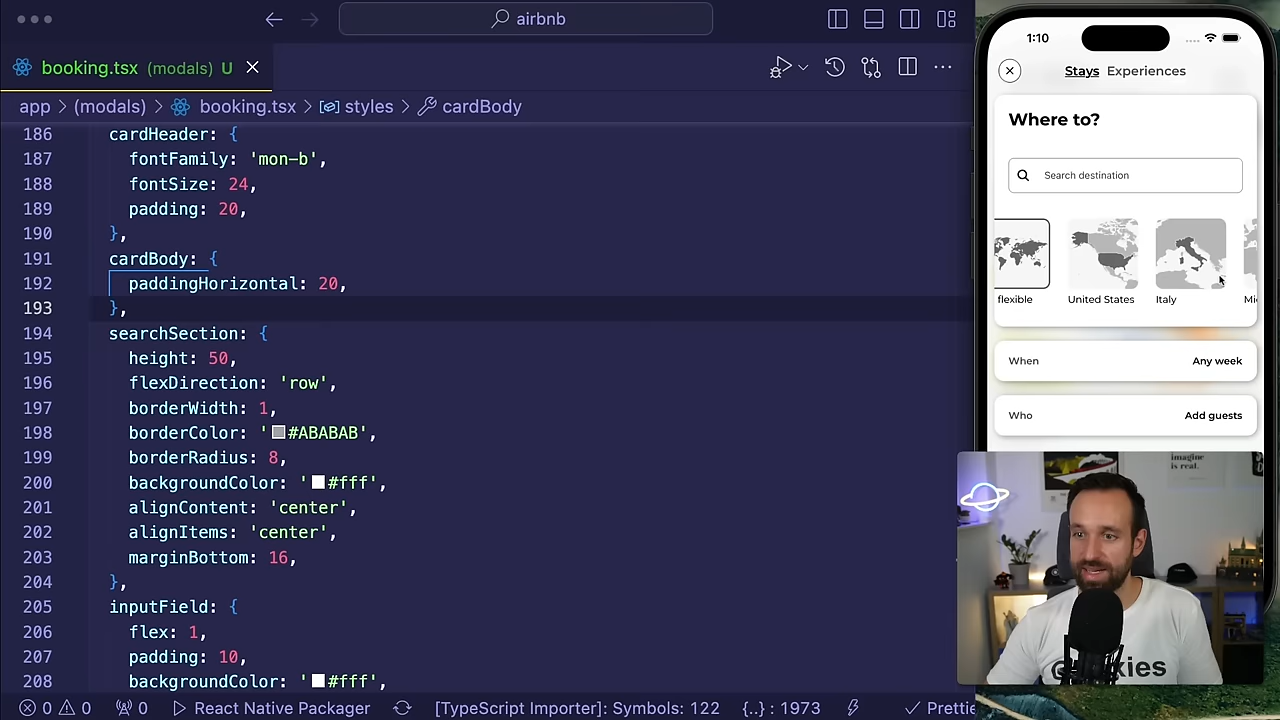 airbnb
booking.tsx (modals) U
app > (modals) > booking.tsx > styles > cardBody
186 cardHeader: {
187 fontFamily: 'mon-b',
188 fontSize: 24,
189 padding: 20,
190 },
191 cardBody: {
192 paddingHorizontal: 20,
193 },
194 searchSection: {
195 height: 50,
196 flexDirection: 'row',
197 borderWidth: 1,
198 borderColor: '#ABABAB',
199 borderRadius: 8,
200 backgroundColor: '#fff',
201 alignContent: 'center',
202 alignItems: 'center',
203 marginBottom: 16,
204 },
205 inputField: {
206 flex: 1,
207 padding: 10,
208 backgroundColor: '#fff',
0 0 0 React Native Packager [TypeScript Importer]: Symbols: 122 {..} : 1973 Prettie
1:10
Stays Experiences
Where to?
Search destination
flexible United States Italy Mi
When Any week
Who Add guests
imagine
is real.